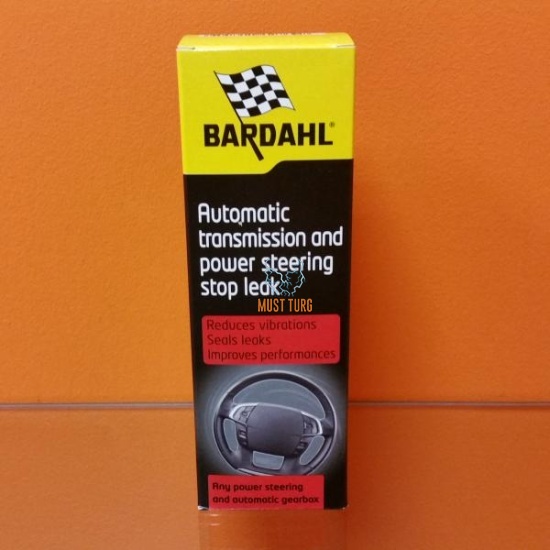 BARDAHL®
Automatic
transmission and
power steering
stop leak
MUST TURG
Reduces vibrations
Seals leaks
Improves performances
Any power steering
and automatic gearbox